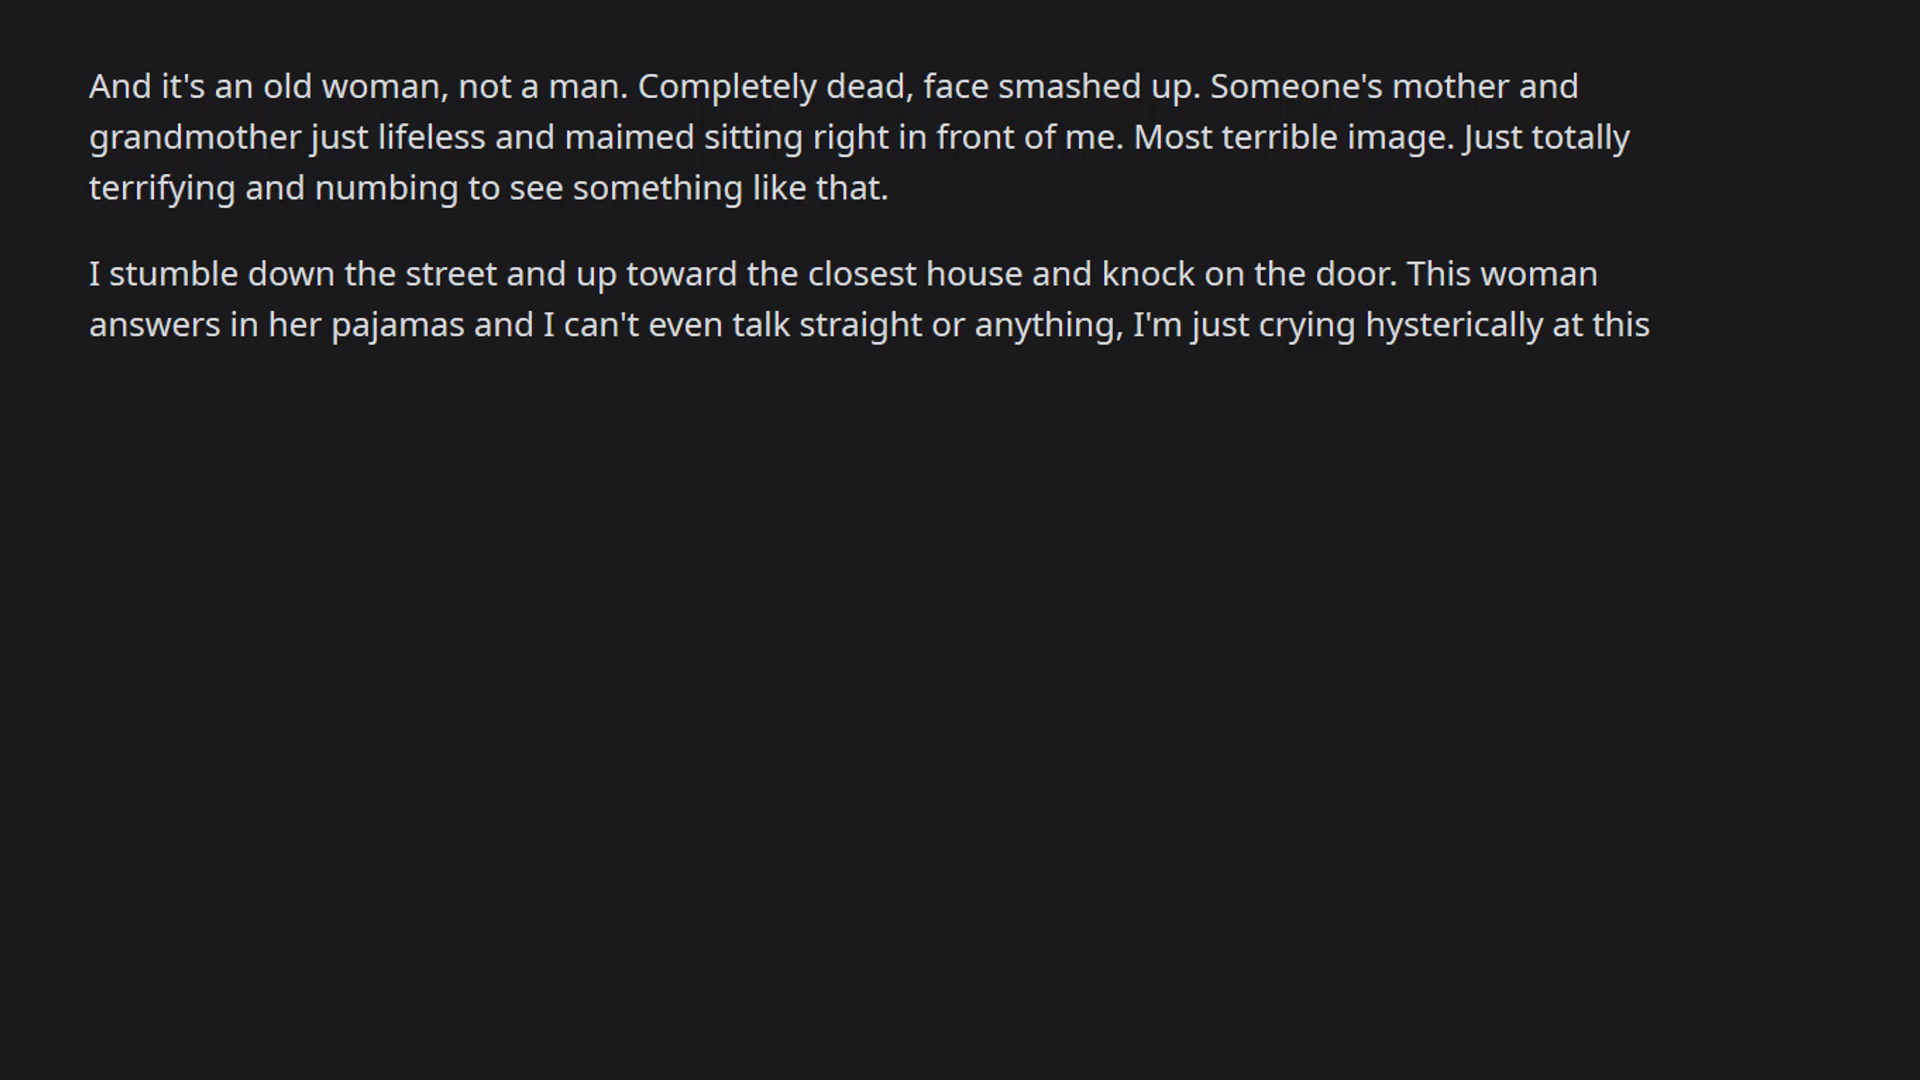 And it's an old woman, not a man. Completely dead, face smashed up. Someone's mother and
grandmother just lifeless and maimed sitting right in front of me. Most terrible image. Just totally
terrifying and numbing to see something like that.
I stumble down the street and up toward the closest house and knock on the door. This woman
answers in her pajamas and I can't even talk straight or anything, I'm just crying hysterically at this